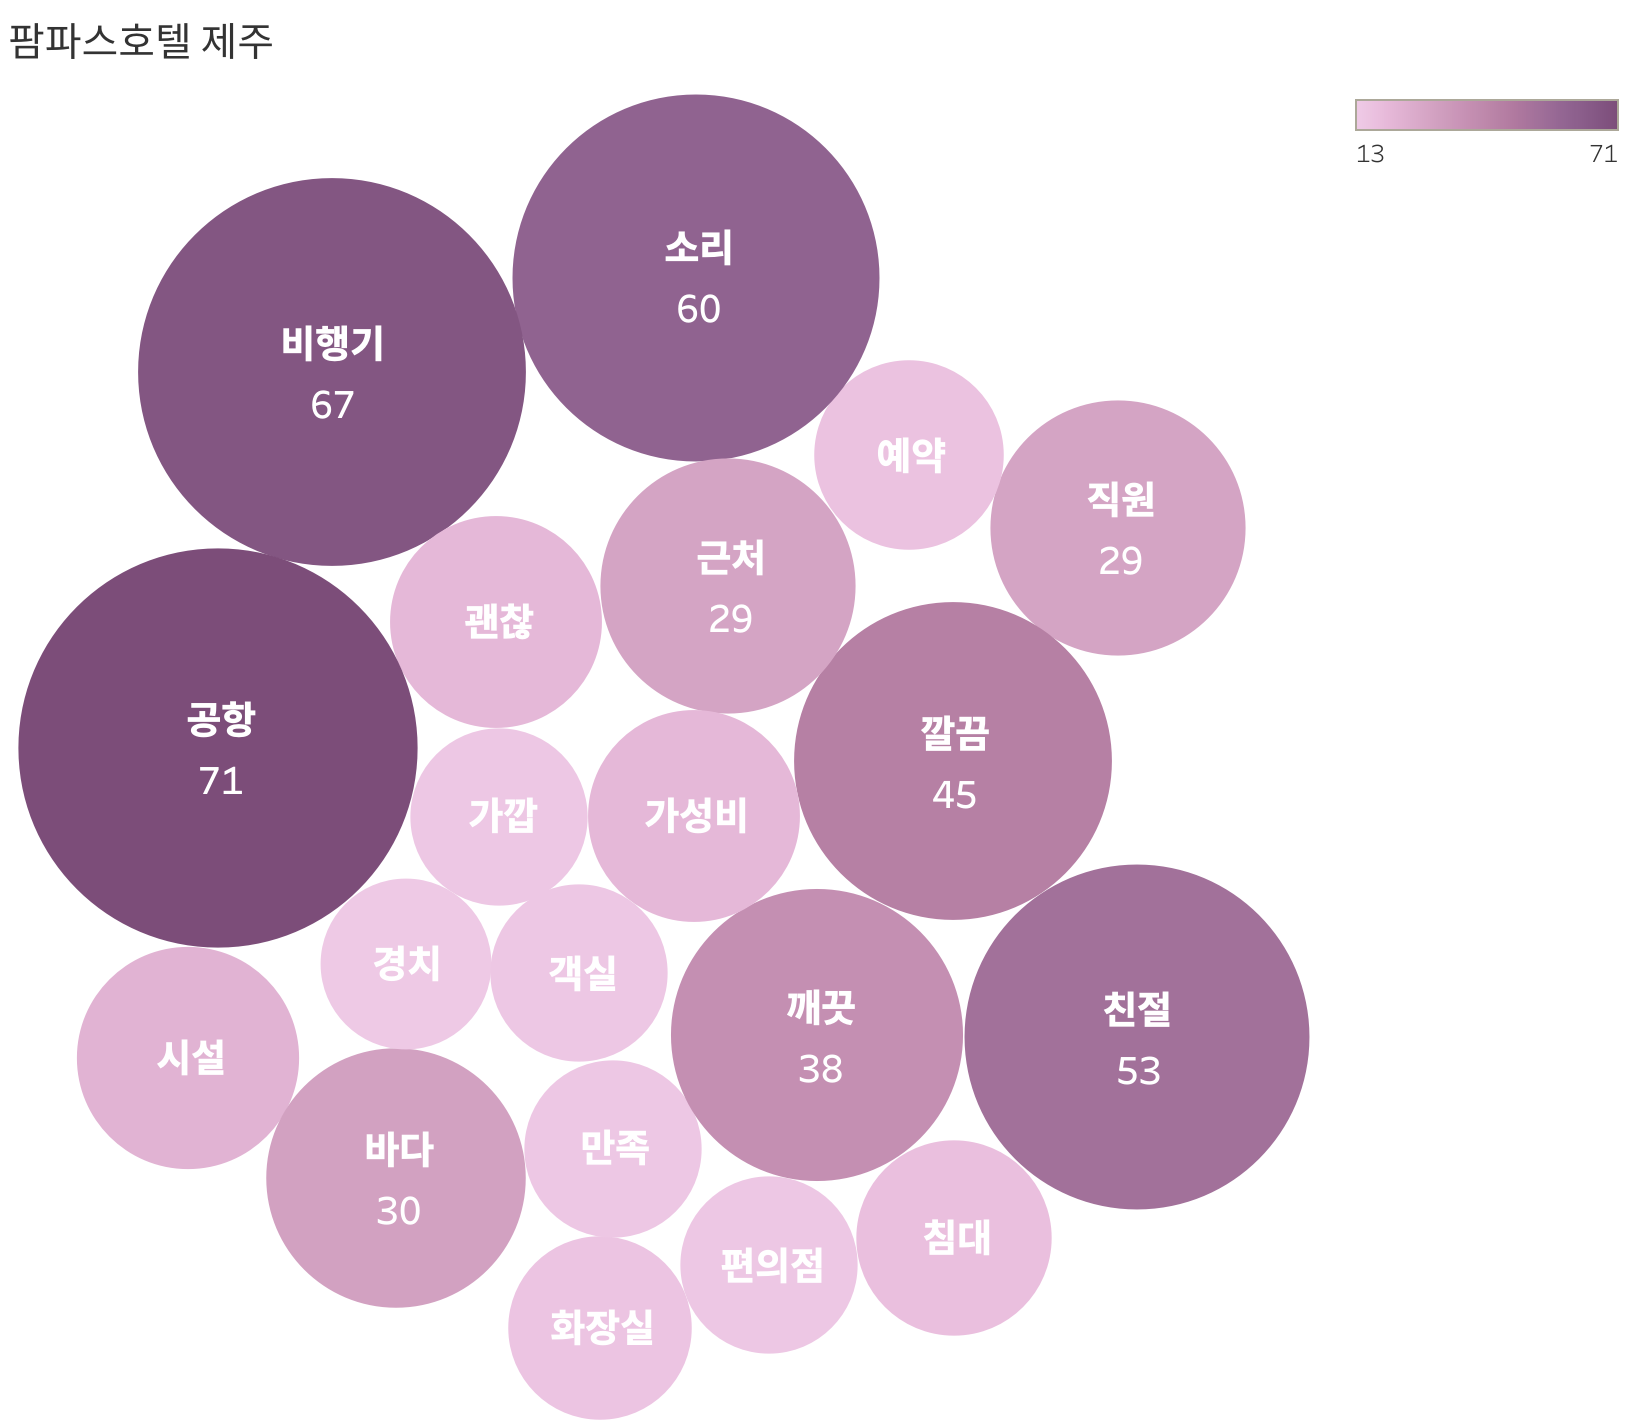 팜파스호텔 제주
13
71
소리
60
비행기
67
예약
직원
29
근처
29
괜찮
공항
71
깔끔
45
가깝
가성비
경치
객실
깨끗
38
친절
53
시설
바다
30
만족
침대
편의점
화장실